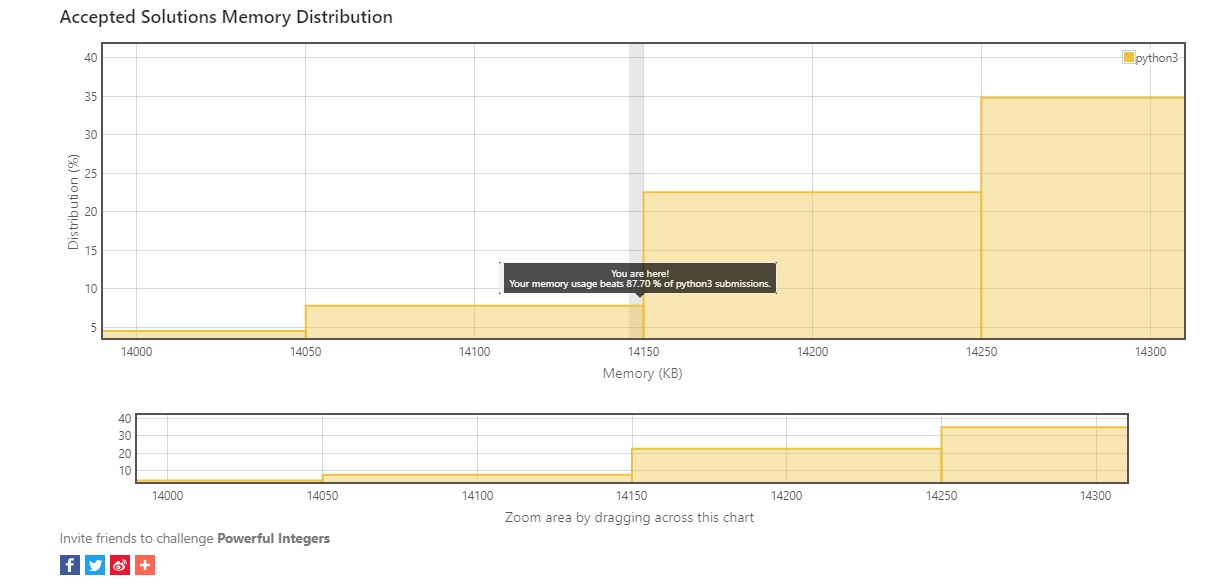 Accepted Solutions Memory Distribution
40
35
30
25
20
15
10
5
Distribution (%)
python3
You are here!
Your memory usage beats 87.70 % of python3 submissions.
14000 14050 14100 14150 14200 14250 14300
Memory (KB)
40
30
20
10
14000 14050 14100 14150 14200 14250 14300
Zoom area by dragging across this chart
Invite friends to challenge Powerful Integers